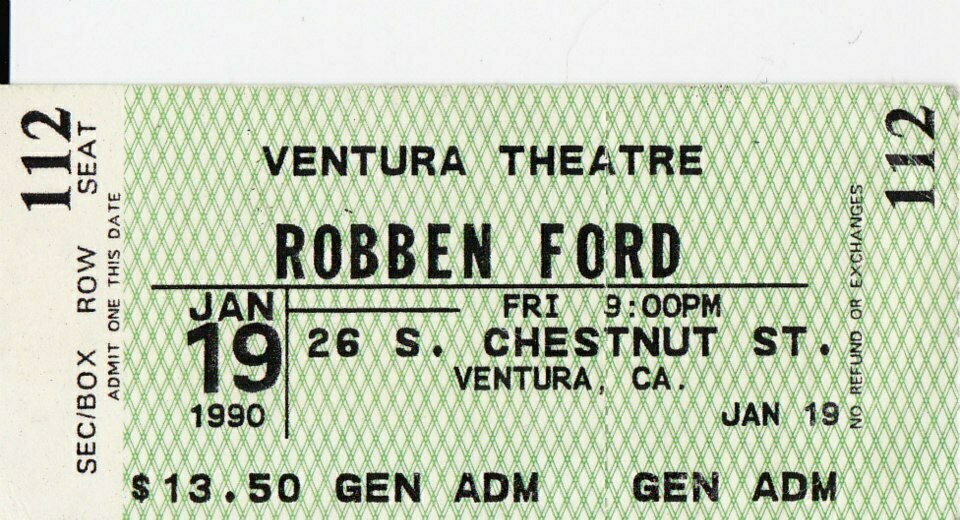 112
SEC/BOX ROW SEAT
ADMIT ONE THIS DATE
VENTURA THEATRE
ROBBEN FORD
JAN
19
1990
FRI 9:00PM
26 S. CHESTNUT ST.
VENTURA, CA.
JAN 19
$13.50 GEN ADM GEN ADM
NO REFUND OR EXCHANGES
112